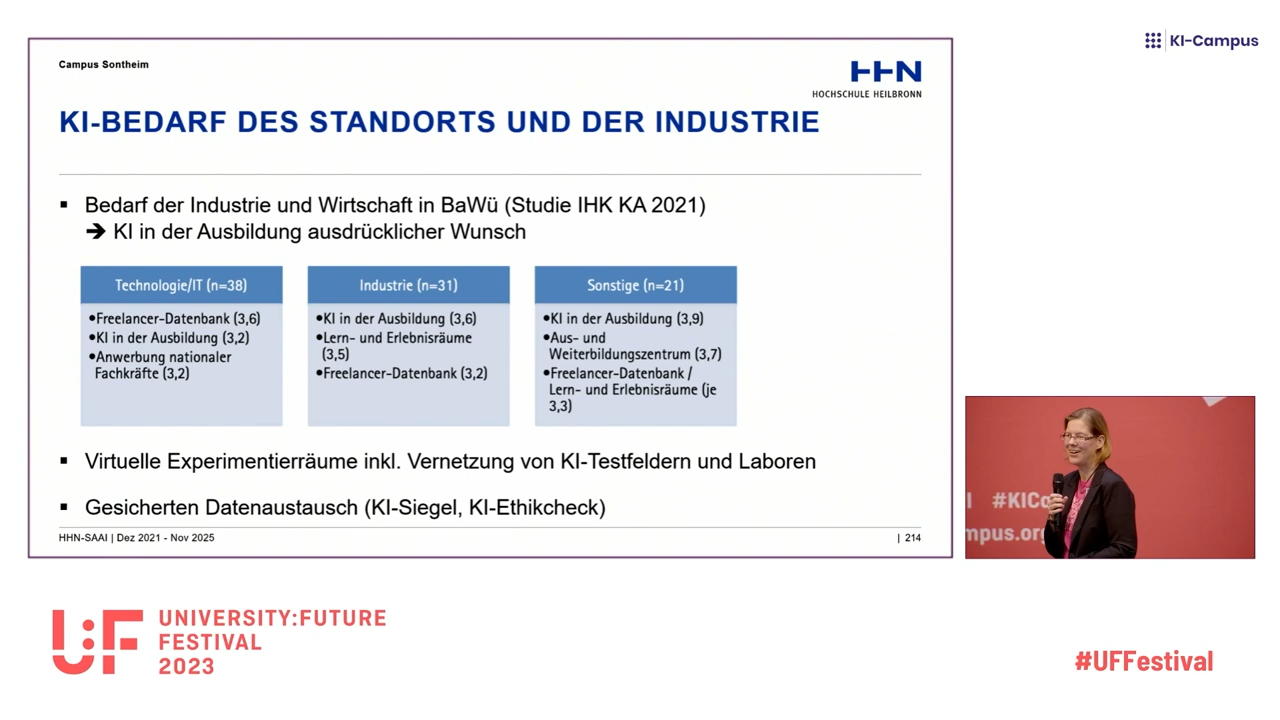 KI-Campus
Campus Sontheim
HHN
HOCHSCHULE HEILBRONN
KI-BEDARF DES STANDORTS UND DER INDUSTRIE
▪ Bedarf der Industrie und Wirtschaft in BaWü (Studie IHK KA 2021)
➔ KI in der Ausbildung ausdrücklicher Wunsch
Technologie/IT (n=38)
•Freelancer-Datenbank (3,6)
•KI in der Ausbildung (3,2)
•Anwerbung nationaler
Fachkräfte (3,2)
Industrie (n=31)
•KI in der Ausbildung (3,6)
•Lern- und Erlebnisräume
(3,5)
•Freelancer-Datenbank (3,2)
Sonstige (n=21)
•KI in der Ausbildung (3,9)
•Aus- und
Weiterbildungszentrum (3,7)
•Freelancer-Datenbank /
Lern- und Erlebnisräume (je
3,3)
▪ Virtuelle Experimentierräume inkl. Vernetzung von KI-Testfeldern und Laboren
▪ Gesicherten Datenaustausch (KI-Siegel, KI-Ethikcheck)
HHN-SAAI | Dez 2021 - Nov 2025
| 214
#KICa
mpus.org
U:F
UNIVERSITY:FUTURE
FESTIVAL
2023
#UFFestival